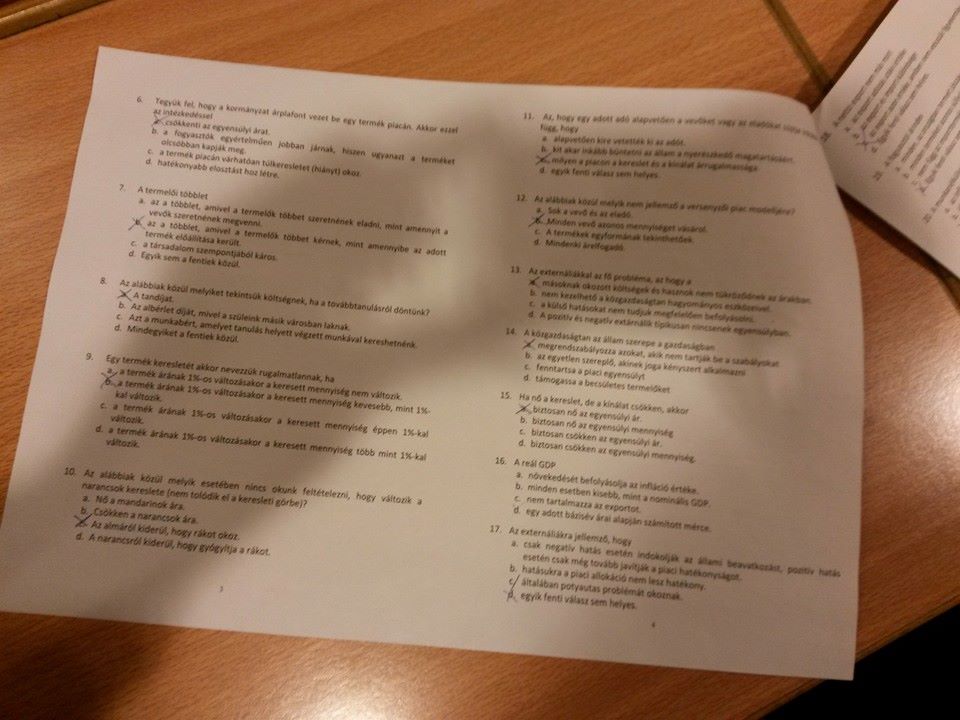 6. Tegyük fel, hogy a kormányzat árplafont vezet be egy termék piacán. Akkor ezzel
az intézkedéssel
a. csökkenti az egyensúlyi árat.
b. a fogyasztók egyértelműen jobban járnak, hiszen ugyanazt a terméket
olcsóbban kapják meg.
c. a termék piacán várhatóan túlkeresletet (hiányt) okoz.
d. hatékonyabb elosztást hoz létre.
7. A termelői többlet
a. az a többlet, amivel a termelők többet szeretnének eladni, mint amennyit a
vevők szeretnének megvenni.
b. az a többlet, amivel a termelők többet kérnek, mint amennyibe az adott
termék előállítása került.
c. a társadalom szempontjából káros.
d. Egyik sem a fentiek közül.
8. Az alábbiak közül melyiket tekintsük költségnek, ha a továbbtanulásról döntünk?
a. A tandíjat.
b. Az albérlet díját, mivel a szüleink másik városban laknak.
c. Azt a munkabért, amelyet tanulás helyett végzett munkával kereshetnénk.
d. Mindegyiket a fentiek közül.
9. Egy termék keresletét akkor nevezzük rugalmatlannak, ha
a. a termék árának 1%-os változásakor a keresett mennyiség nem változik.
b. a termék árának 1%-os változásakor a keresett mennyiség kevesebb, mint 1%-
kal változik.
c. a termék árának 1%-os változásakor a keresett mennyiség éppen 1%-kal
változik.
d. a termék árának 1%-os változásakor a keresett mennyiség több mint 1%-kal
változik.
10. Az alábbiak közül melyik esetében nincs okunk feltételezni, hogy változik a
narancsok kereslete (nem tolódik el a keresleti görbe)?
a. Nő a mandarinok ára.
b. Csökken a narancsok ára.
c. Az almáról kiderül, hogy rákot okoz.
d. A narancsról kiderül, hogy gyógyítja a rákot.
3
11. Az, hogy egy adott adó alapvetően a vevőket vagy az eladókat sújtja
függ, hogy
a. alapvetően kire vetették ki az adót.
b. kit akar inkább büntetni az állam a nyerészkedő magatartásáért.
c. milyen a piacon a kereslet és a kínálat árrugalmassága
d. egyik fenti válasz sem helyes.
12. Az alábbiak közül melyik nem jellemző a versenyzői piac modelljére?
a. Sok a vevő és az eladó.
b. Minden vevő azonos mennyiséget vásárol.
c. A termékek egyformának tekinthetőek.
d. Mindenki árelfogadó.
13. Az externáliákkal az fő probléma, az hogy a
a. másoknak okozott költségek és hasznok nem tükröződnek az árakban.
b. nem kezelhető a közgazdaságtan hagyományos eszközeivel.
c. a külső hatásokat nem tudjuk megfelelően befolyásolni.
d. A pozitív és negatív extárnálik tipikusan nincsenek egyensúlyban.
14. A közgazdaságtan az állam szerepe a gazdaságban
a. megrendszabályozza azokat, akik nem tartják be a szabályokat
b. az egyetlen szereplő, akinek joga kényszert alkalmazni
c. fenntartsa a piaci egyensúlyt
d. támogassa a becsületes termelőket
15. Ha nő a kereslet, de a kínálat csökken, akkor
a. biztosan nő az egyensúlyi ár.
b. biztosan nő az egyensúlyi mennyiség
c. biztosan csökken az egyensúlyi ár.
d. biztosan csökken az egyensúlyi mennyiség.
16. A reál GDP
a. növekedését befolyásolja az infláció értéke.
b. minden esetben kisebb, mint a nominális GDP.
c. nem tartalmazza az exportot.
d. egy adott bázisév árai alapján számított mérce.
17. Az externáliákra jellemző, hogy
a. csak negatív hatás esetén indokolják az állami beavatkozást, pozitív hatás
esetén csak még tovább javítják a piaci hatékonyságot.
b. hatásukra a piaci allokáció nem lesz hatékony.
c. általában potyautas problémát okoznak.
d. egyik fenti válasz sem helyes.
4